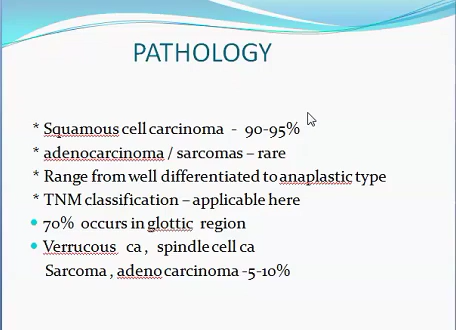 PATHOLOGY
* Squamous cell carcinoma - 90-95%
* adenocarcinoma / sarcomas – rare
* Range from well differentiated to anaplastic type
* TNM classification – applicable here
• 70% occurs in glottic region
• Verrucous ca , spindle cell ca
Sarcoma , adeno carcinoma -5-10%